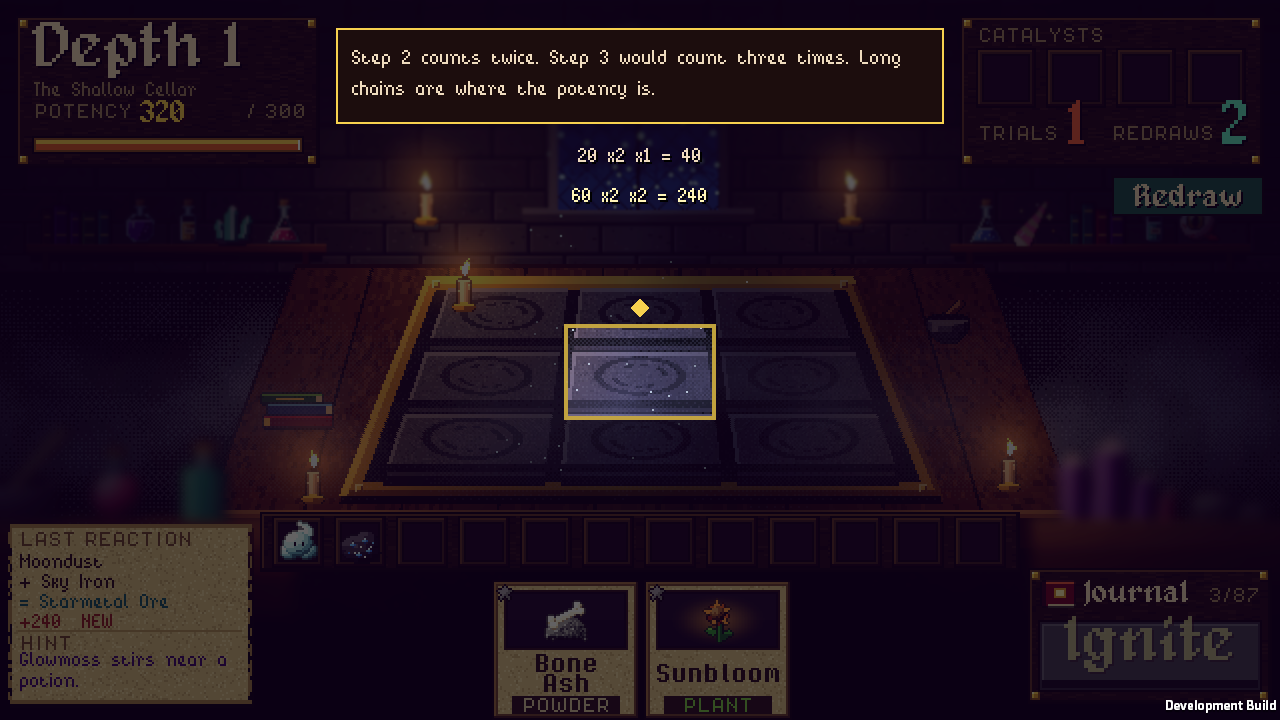 Depth 1
The Shallow Cellar
POTENCY 320 / 300
Step 2 counts twice. Step 3 would count three times. Long
chains are where the potency is.
CATALYSTS
TRIALS 1 REDRAWS 2
20 x2 x1 = 40
60 x2 x2 = 240
Redraw
LAST REACTION
Moondust
+ Sky Iron
= Starmetal Ore
+240 NEW
HINT
Glowmoss stirs near a
potion.
Bone
Ash
POWDER
Sunbloom
PLANT
Journal 3/87
Ignite
Development Build